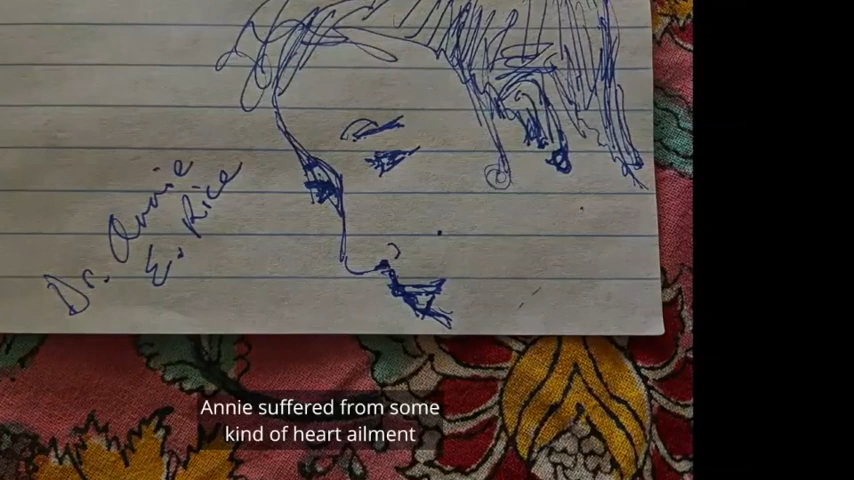 Dr. Annie
E. Rice
Annie suffered from some
kind of heart ailment